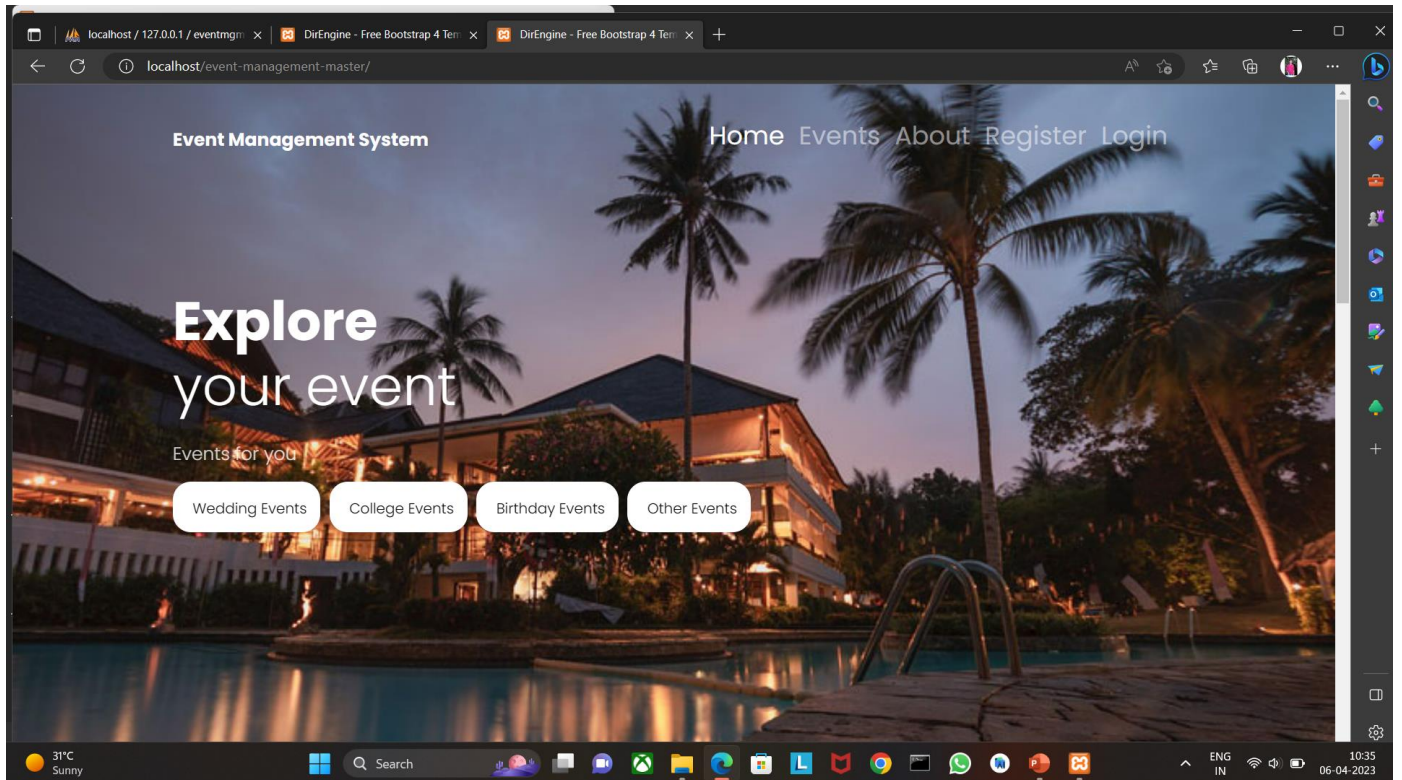 localhost / 127.0.0.1 / eventmgm
DirEngine - Free Bootstrap 4 Tem
DirEngine - Free Bootstrap 4 Tem
localhost/event-management-master/
Event Management System
Home Events About Register Login
Explore
your event
Events for you
Wedding Events College Events Birthday Events Other Events
31°C
Sunny
Search
ENG
IN
10:35
06-04-2023